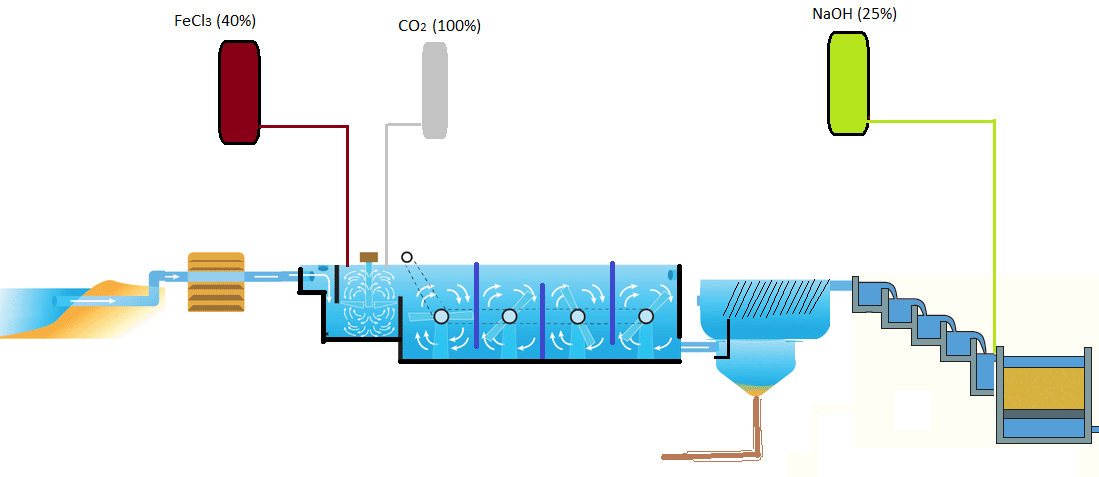 FeCl₃ (40%)
CO₂ (100%)
NaOH (25%)